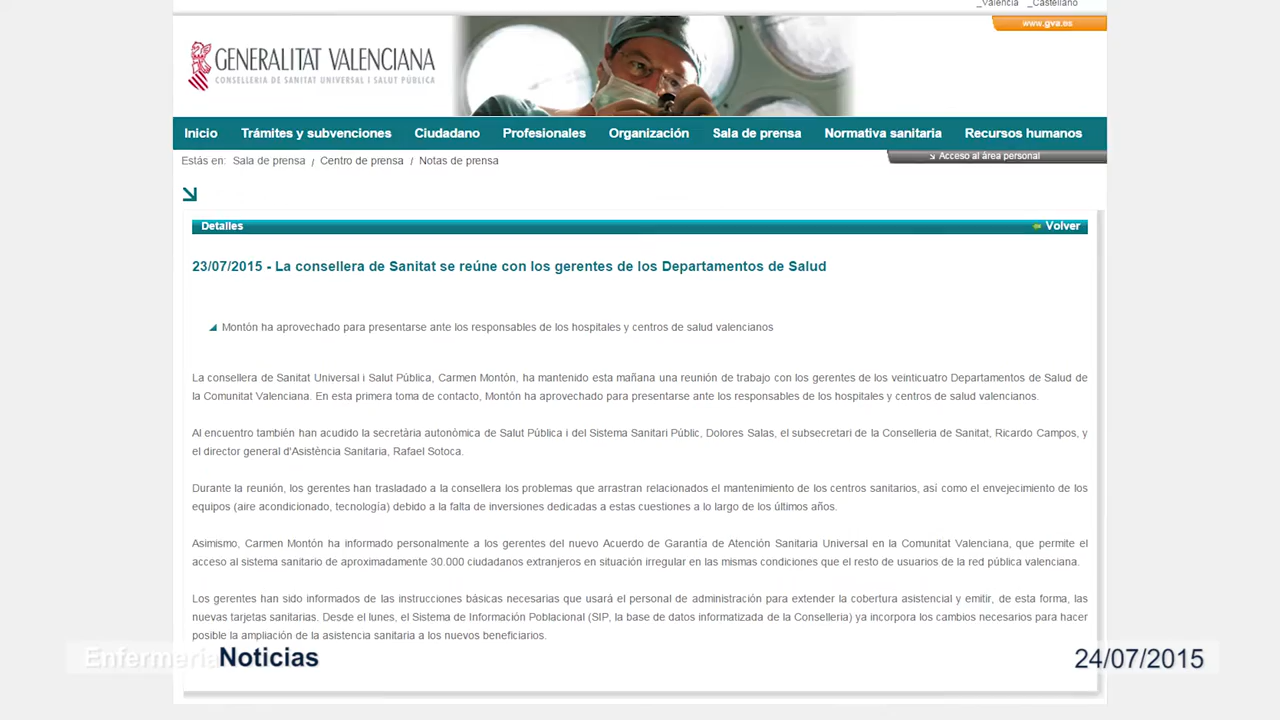 _Valencià _Castellano
www.gva.es
GENERALITAT VALENCIANA
CONSELLERIA DE SANITAT UNIVERSAL I SALUT PÚBLICA
Inicio Trámites y subvenciones Ciudadano Profesionales Organización Sala de prensa Normativa sanitaria Recursos humanos
Estás en: Sala de prensa / Centro de prensa / Notas de prensa
Acceso al área personal
Detalles Volver
23/07/2015 - La consellera de Sanitat se reúne con los gerentes de los Departamentos de Salud
Montón ha aprovechado para presentarse ante los responsables de los hospitales y centros de salud valencianos
La consellera de Sanitat Universal i Salut Pública, Carmen Montón, ha mantenido esta mañana una reunión de trabajo con los gerentes de los veinticuatro Departamentos de Salud de
la Comunitat Valenciana. En esta primera toma de contacto, Montón ha aprovechado para presentarse ante los responsables de los hospitales y centros de salud valencianos.
Al encuentro también han acudido la secretària autonòmica de Salut Pública i del Sistema Sanitari Públic, Dolores Salas, el subsecretari de la Conselleria de Sanitat, Ricardo Campos, y
el director general d'Asistència Sanitaria, Rafael Sotoca.
Durante la reunión, los gerentes han trasladado a la consellera los problemas que arrastran relacionados el mantenimiento de los centros sanitarios, así como el envejecimiento de los
equipos (aire acondicionado, tecnología) debido a la falta de inversiones dedicadas a estas cuestiones a lo largo de los últimos años.
Asimismo, Carmen Montón ha informado personalmente a los gerentes del nuevo Acuerdo de Garantía de Atención Sanitaria Universal en la Comunitat Valenciana, que permite el
acceso al sistema sanitario de aproximadamente 30.000 ciudadanos extranjeros en situación irregular en las mismas condiciones que el resto de usuarios de la red pública valenciana.
Los gerentes han sido informados de las instrucciones básicas necesarias que usará el personal de administración para extender la cobertura asistencial y emitir, de esta forma, las
nuevas tarjetas sanitarias. Desde el lunes, el Sistema de Información Poblacional (SIP, la base de datos informatizada de la Conselleria) ya incorpora los cambios necesarios para hacer
posible la ampliación de la asistencia sanitaria a los nuevos beneficiarios.
Enfermería Noticias 24/07/2015